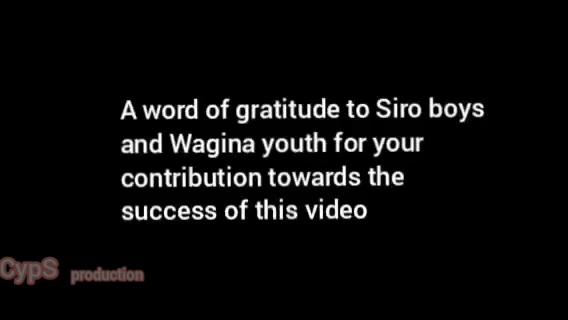 A word of gratitude to Siro boys
and Wagina youth for your
contribution towards the
success of this video
CypS production